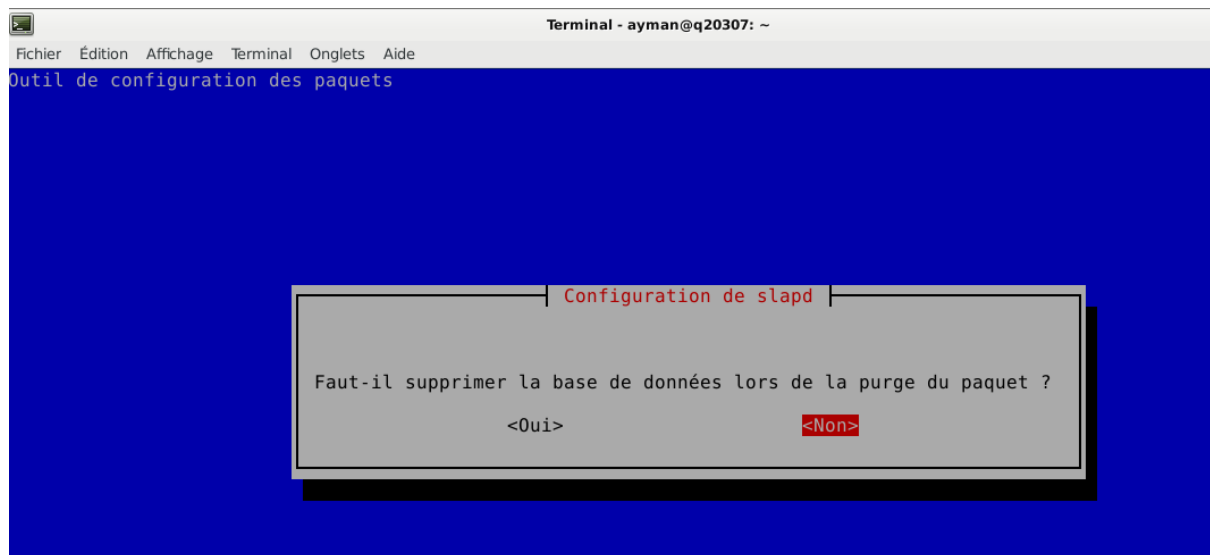 Terminal - ayman@q20307: ~
Fichier Édition Affichage Terminal Onglets Aide
Outil de configuration des paquets
Configuration de slapd
Faut-il supprimer la base de données lors de la purge du paquet ?
<Oui> <Non>